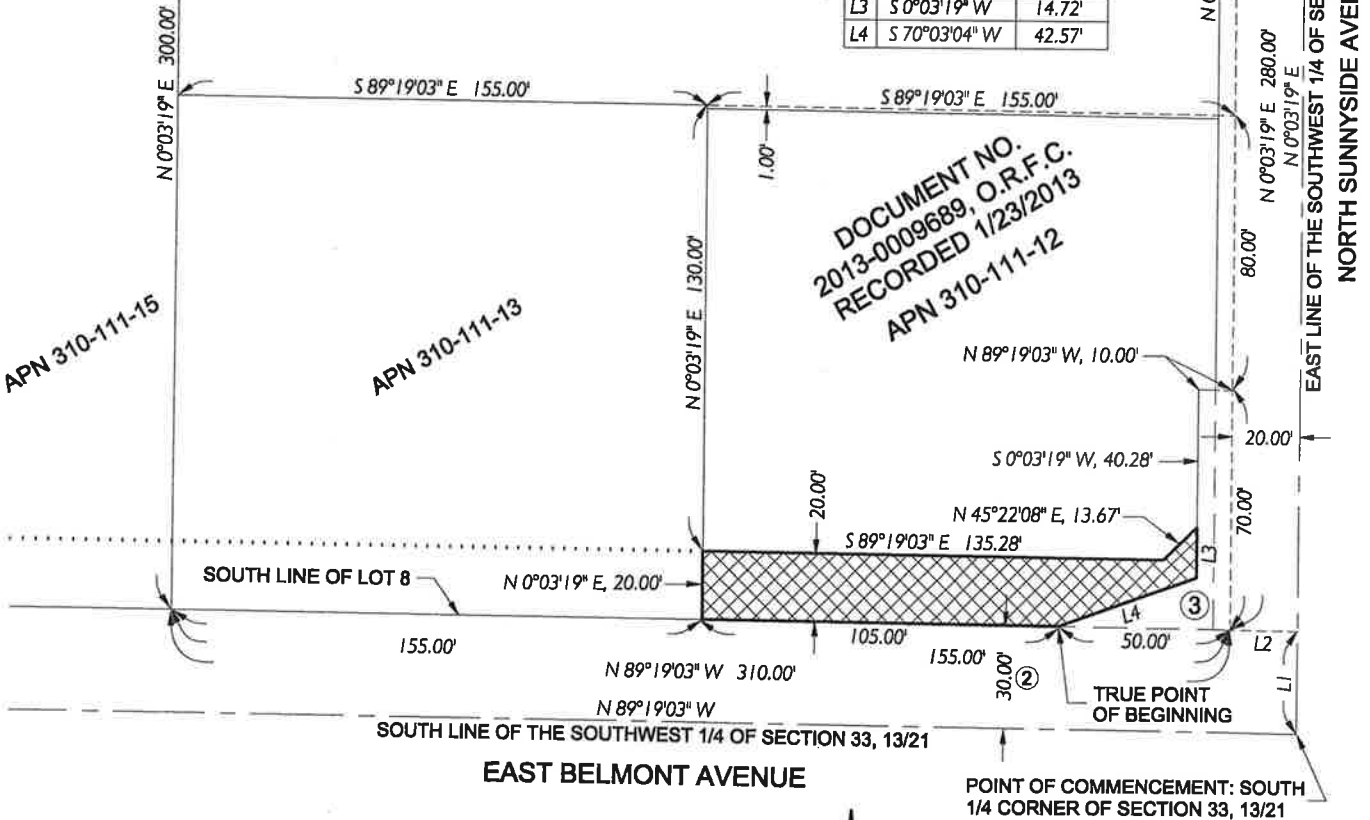 L3 S 0°03'19" W 14.72'
L4 S 70°03'04" W 42.57'
N 0°03'19" E 300.00'
S 89°19'03" E 155.00'
S 89°19'03" E 155.00'
1.00'
N 0°03'19" E 280.00'
N 0°03'19" E
EAST LINE OF THE SOUTHWEST 1/4 OF
NORTH SUNNYSIDE
DOCUMENT NO.
2013-0009689, O.R.F.C.
RECORDED 1/23/2013
APN 310-111-12
N 0°03'19" E 130.00'
80.00'
APN 310-111-15
APN 310-111-13
N 89°19'03" W, 10.00'
20.00'
S 0°03'19" W, 40.28'
20.00'
N 45°22'08" E, 13.67'
70.00'
S 89°19'03" E 135.28'
L3
SOUTH LINE OF LOT 8
N 0°03'19" E, 20.00'
L4
3
105.00'
50.00'
L2
155.00'
155.00'
30.00'
2
L1
N 89°19'03" W 310.00'
TRUE POINT
OF BEGINNING
N 89°19'03" W
SOUTH LINE OF THE SOUTHWEST 1/4 OF SECTION 33, 13/21
EAST BELMONT AVENUE
POINT OF COMMENCEMENT: SOUTH
1/4 CORNER OF SECTION 33, 13/21